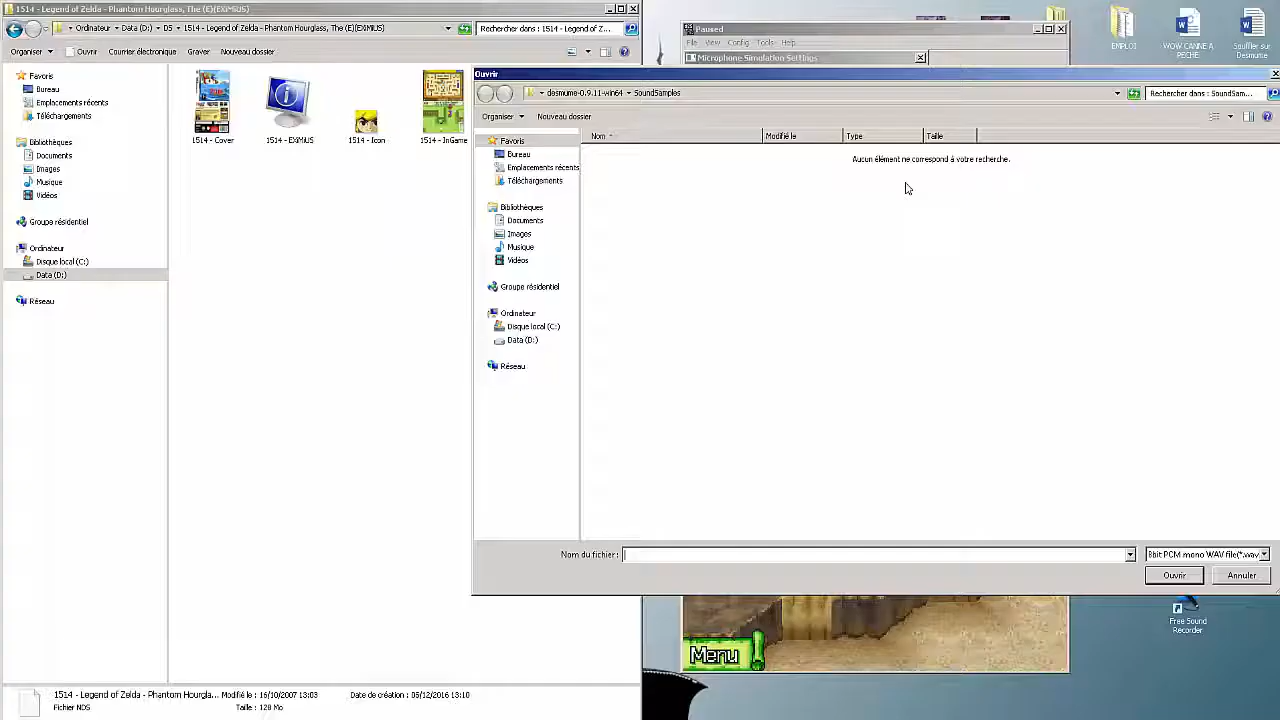 1514 - Legend of Zelda - Phantom Hourglass, The (E)(EXiMiUS)
Ordinateur Data (D:) DS 1514 - Legend of Zelda - Phantom Hourglass, The (E)(EXiMiUS)
Rechercher dans : 1514 - Legend of Z...
Organiser Ouvrir Courrier électronique Graver Nouveau dossier
Favoris
Bureau
Emplacements récents
Téléchargements
Bibliothèques
Documents
Images
Musique
Vidéos
Groupe résidentiel
Ordinateur
Disque local (C:)
Data (D:)
Réseau
1514 - Cover
1514 - EXiMiUS
1514 - Icon
1514 - InGame
1514 - Legend of Zelda - Phantom Hourgla... Modifié le : 16/10/2007 13:03 Date de création : 05/12/2016 13:10
Fichier NDS Taille : 128 Mo
Paused
File View Config Tools Help
Microphone Simulation Settings
EMPLOI
WOW CANNE A
PECHE
Souffler sur
Desmume
Ouvrir
desmume-0.9.11-win64 SoundSamples
Rechercher dans : SoundSam...
Organiser Nouveau dossier
Favoris
Bureau
Emplacements récents
Téléchargements
Bibliothèques
Documents
Images
Musique
Vidéos
Groupe résidentiel
Ordinateur
Disque local (C:)
Data (D:)
Réseau
Nom Modifié le Type Taille
Aucun élément ne correspond à votre recherche.
Nom du fichier : 8bit PCM mono WAV file(*.wav
Ouvrir Annuler
Menu
Free Sound
Recorder